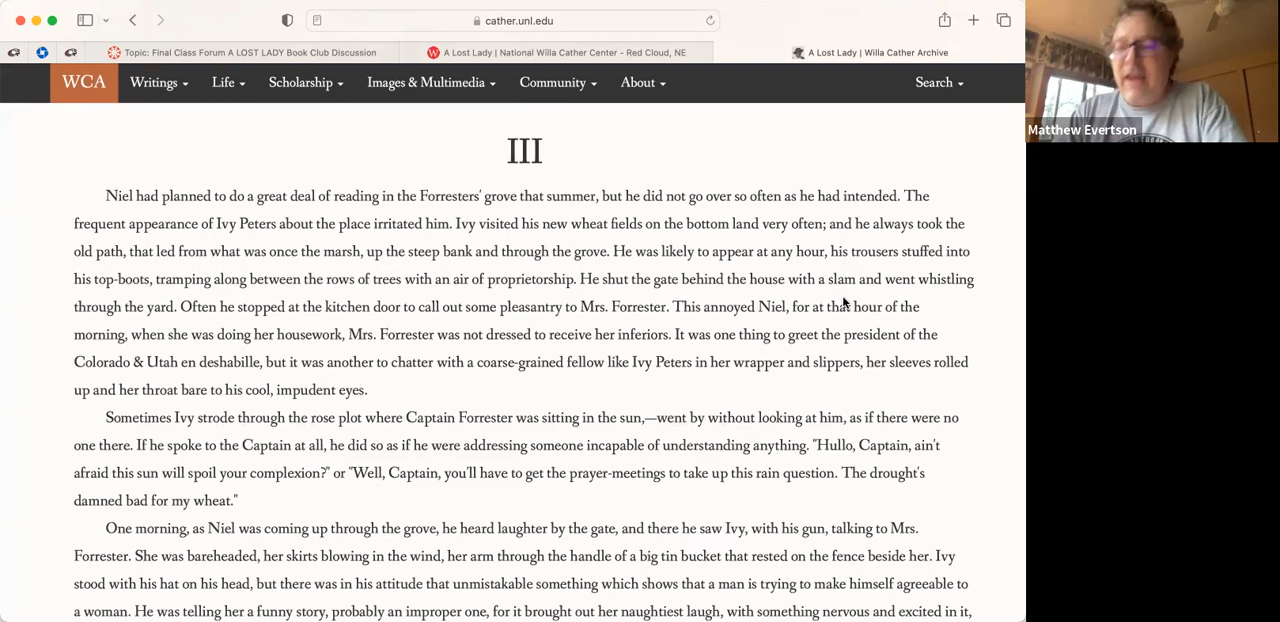 cather.unl.edu
Topic: Final Class Forum A LOST LADY Book Club Discussion
A Lost Lady | National Willa Cather Center - Red Cloud, NE
A Lost Lady | Willa Cather Archive
WCA Writings Life Scholarship Images & Multimedia Community About Search
Matthew Evertson
III
Niel had planned to do a great deal of reading in the Forresters' grove that summer, but he did not go over so often as he had intended. The
frequent appearance of Ivy Peters about the place irritated him. Ivy visited his new wheat fields on the bottom land very often; and he always took the
old path, that led from what was once the marsh, up the steep bank and through the grove. He was likely to appear at any hour, his trousers stuffed into
his top-boots, tramping along between the rows of trees with an air of proprietorship. He shut the gate behind the house with a slam and went whistling
through the yard. Often he stopped at the kitchen door to call out some pleasantry to Mrs. Forrester. This annoyed Niel, for at that hour of the
morning, when she was doing her housework, Mrs. Forrester was not dressed to receive her inferiors. It was one thing to greet the president of the
Colorado & Utah en deshabille, but it was another to chatter with a coarse-grained fellow like Ivy Peters in her wrapper and slippers, her sleeves rolled
up and her throat bare to his cool, impudent eyes.
Sometimes Ivy strode through the rose plot where Captain Forrester was sitting in the sun,—went by without looking at him, as if there were no
one there. If he spoke to the Captain at all, he did so as if he were addressing someone incapable of understanding anything. "Hullo, Captain, ain't
afraid this sun will spoil your complexion?" or "Well, Captain, you'll have to get the prayer-meetings to take up this rain question. The drought's
damned bad for my wheat."
One morning, as Niel was coming up through the grove, he heard laughter by the gate, and there he saw Ivy, with his gun, talking to Mrs.
Forrester. She was bareheaded, her skirts blowing in the wind, her arm through the handle of a big tin bucket that rested on the fence beside her. Ivy
stood with his hat on his head, but there was in his attitude that unmistakable something which shows that a man is trying to make himself agreeable to
a woman. He was telling her a funny story, probably an improper one, for it brought out her naughtiest laugh, with something nervous and excited in it,